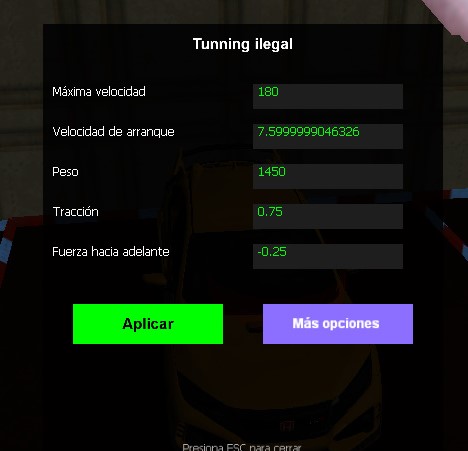 Tunning ilegal
Máxima velocidad
180
Velocidad de arranque
7.5999999046326
Peso
1450
Tracción
0.75
Fuerza hacia adelante
-0.25
Aplicar
Más opciones
Presiona ESC para cerrar